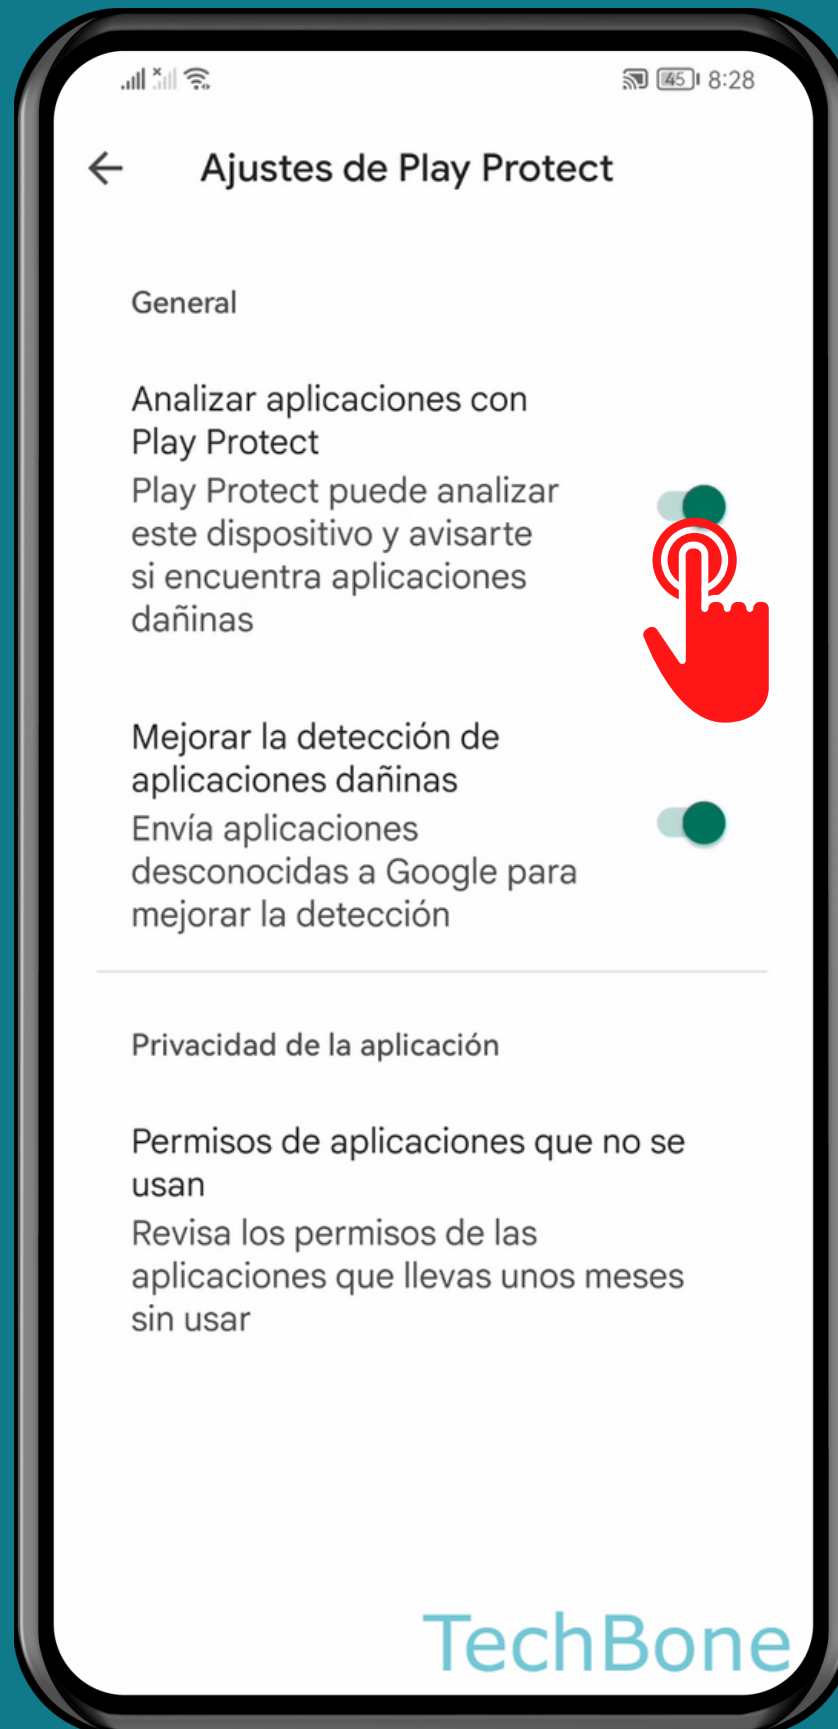 45 8:28
Ajustes de Play Protect
General
Analizar aplicaciones con
Play Protect
Play Protect puede analizar
este dispositivo y avisarte
si encuentra aplicaciones
dañinas
Mejorar la detección de
aplicaciones dañinas
Envía aplicaciones
desconocidas a Google para
mejorar la detección
Privacidad de la aplicación
Permisos de aplicaciones que no se
usan
Revisa los permisos de las
aplicaciones que llevas unos meses
sin usar
TechBone